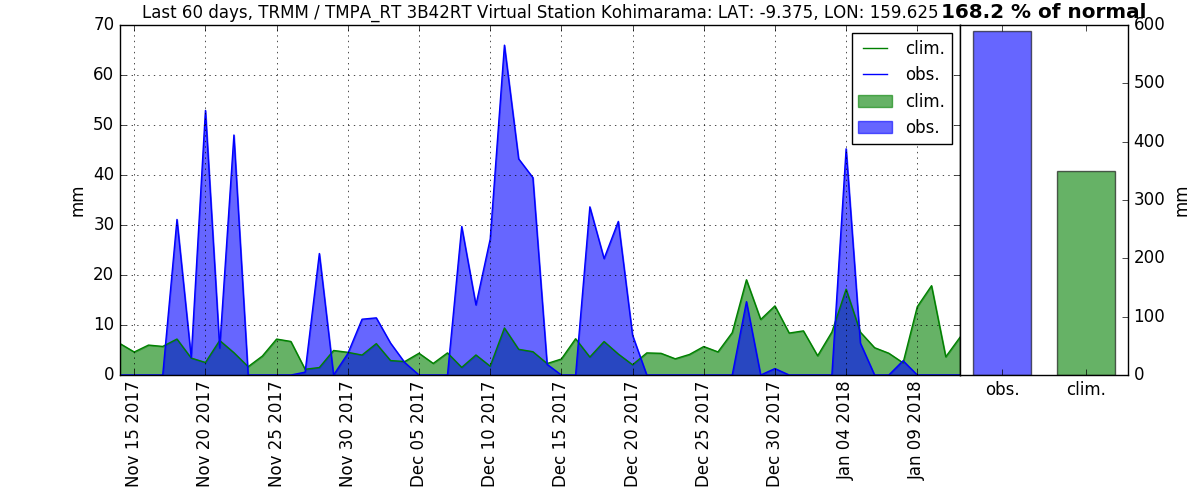 Last 60 days, TRMM / TMPA_RT 3B42RT Virtual Station Kohimarama: LAT: -9.375, LON: 159.625
168.2 % of normal
70
60
50
40
30
20
10
0
mm
clim.
obs.
clim.
obs.
600
500
400
300
200
100
0
mm
Nov 15 2017
Nov 20 2017
Nov 25 2017
Nov 30 2017
Dec 05 2017
Dec 10 2017
Dec 15 2017
Dec 20 2017
Dec 25 2017
Dec 30 2017
Jan 04 2018
Jan 09 2018
obs.
clim.